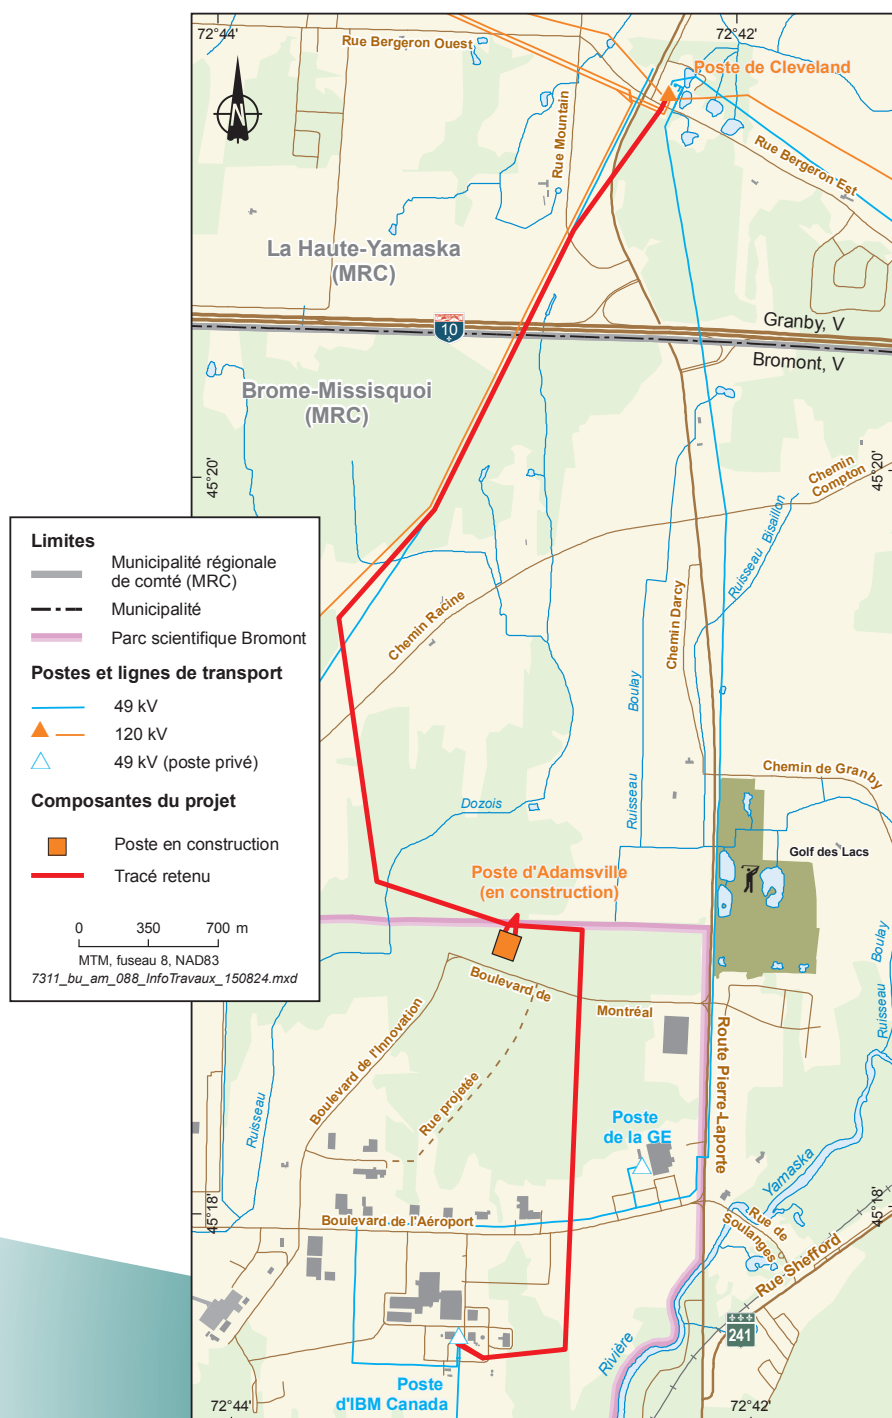 72°44'
72°42'
Rue Bergeron Ouest
Poste de Cleveland
N
Rue Mountain
Rue Bergeron Est
La Haute-Yamaska
(MRC)
10
Granby, V
Bromont, V
Brome-Missisquoi
(MRC)
45°20'
45°20'
Chemin
Compton
Ruisseau Bisaillon
Chemin Racine
Chemin Darcy
Boulay
Ruisseau
Limites
Municipalité régionale
de comté (MRC)
Municipalité
Parc scientifique Bromont
Postes et lignes de transport
49 kV
120 kV
49 kV (poste privé)
Composantes du projet
Poste en construction
Tracé retenu
0 350 700 m
MTM, fuseau 8, NAD83
7311_bu_am_088_InfoTravaux_150824.mxd
Chemin de Granby
Dozois
Golf des Lacs
Poste d'Adamsville
(en construction)
Boulevard de
Montréal
Boulay
Ruisseau
Boulevard de l'Innovation
Rue projetée
Route Pierre-Laporte
Ruisseau
Poste
de la GE
Yamaska
45°18'
45°18'
Boulevard de l'Aéroport
Rue de
Soulanges
Rue Shefford
241
Rivière
Poste
d'IBM Canada
72°44'
72°42'